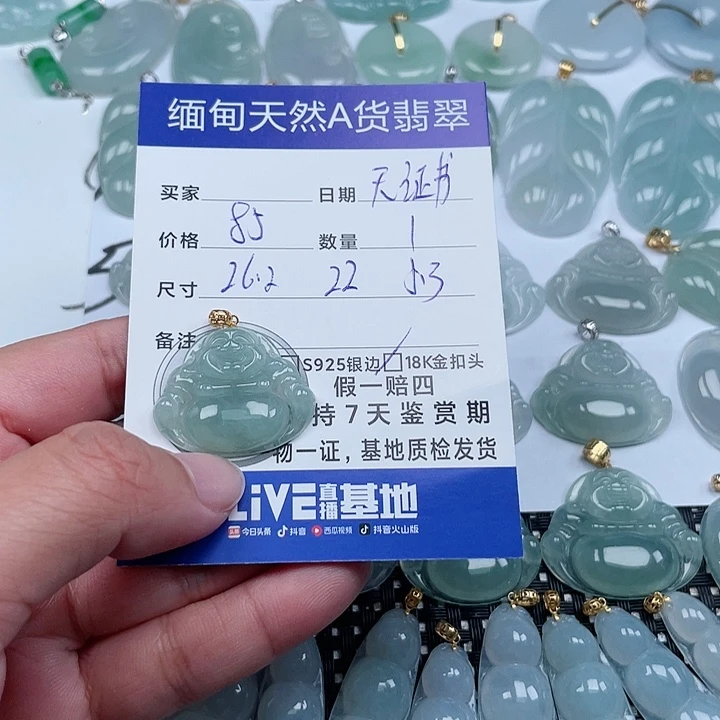 缅甸天然A货翡翠
买家 日期 天然证书
价格 85 数量 1
尺寸 26.2 22 5.3
备注
S925银边 18K金扣头
假一赔四
持7天鉴赏期
物一证，基地质检发货
LiVE直播基地
今日头条 抖音 西瓜视频 抖音火山版